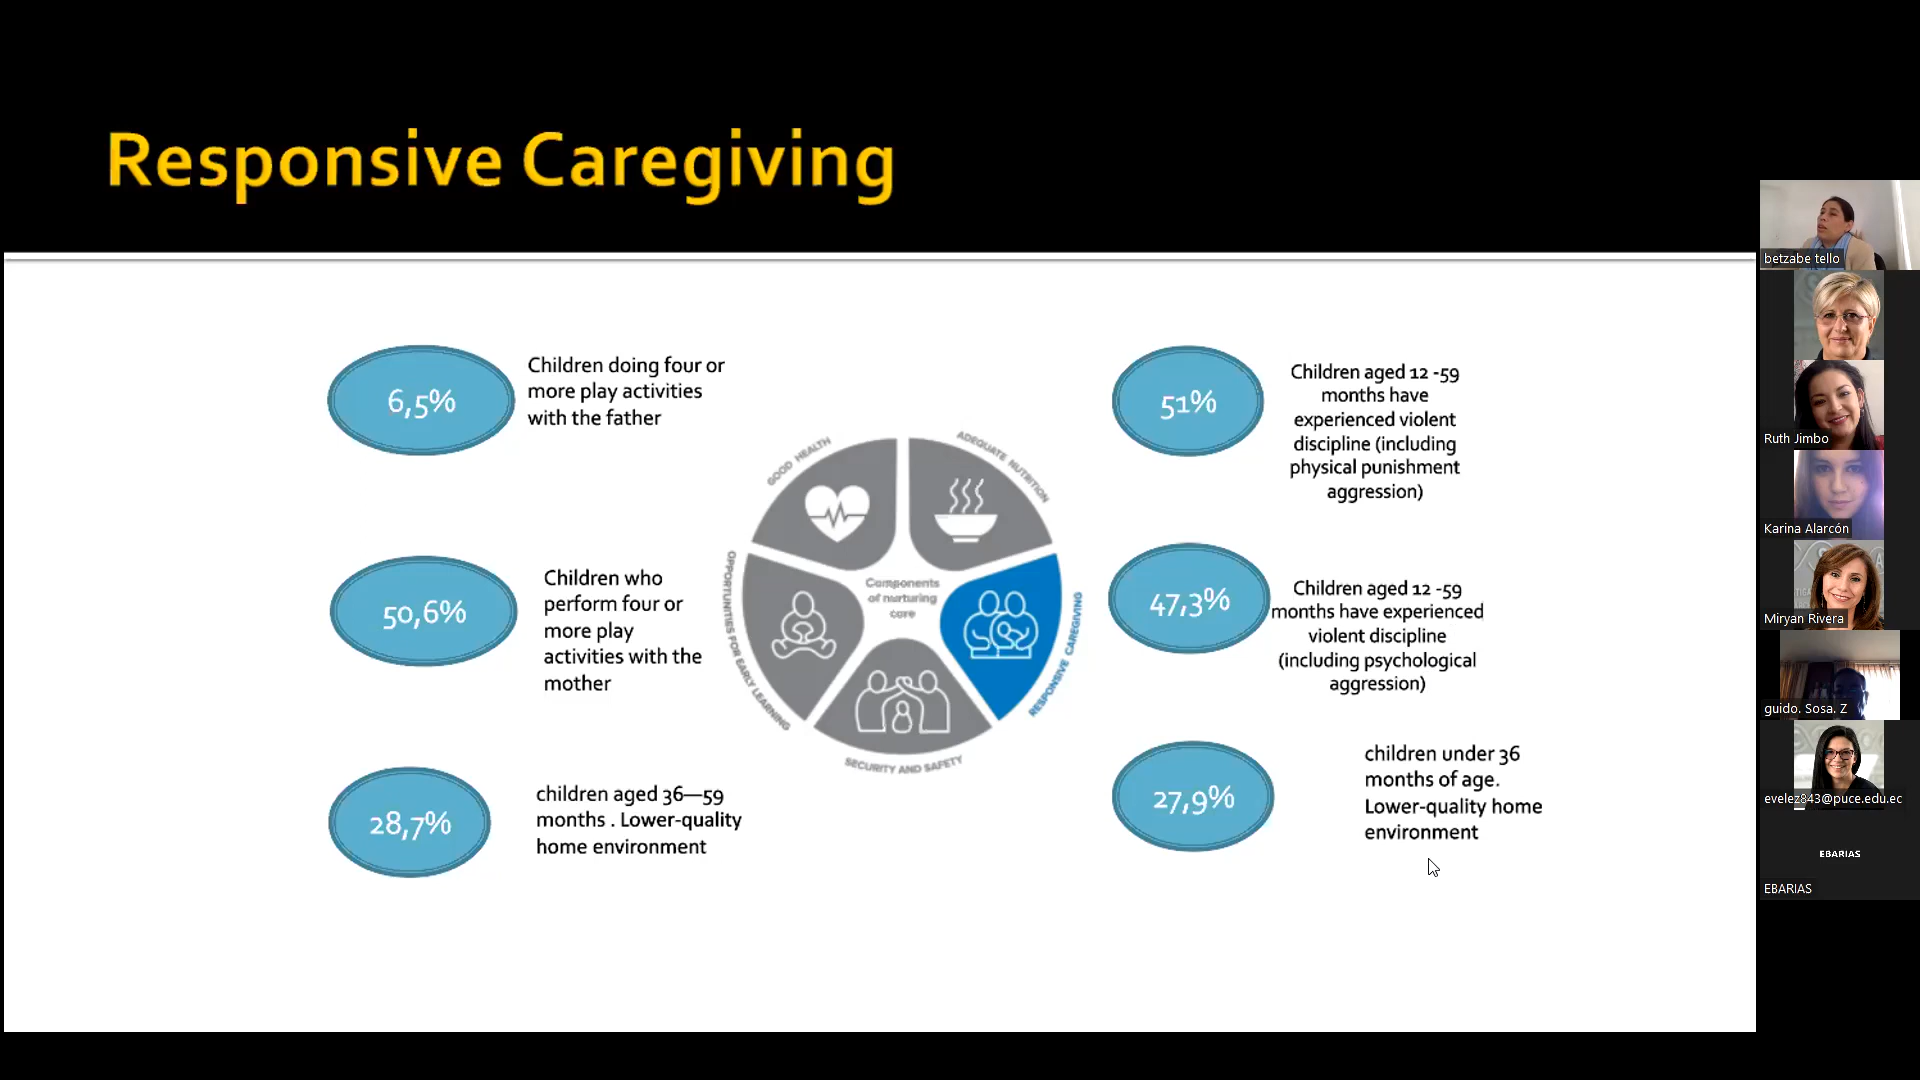 Responsive Caregiving
6,5%
Children doing four or
more play activities
with the father
50,6%
Children who
perform four or
more play
activities with the
mother
28,7%
children aged 36—59
months . Lower-quality
home environment
GOOD HEALTH
ADEQUATE NUTRITION
OPPORTUNITIES FOR EARLY LEARNING
Components
of nurturing
care
RESPONSIVE CAREGIVING
SECURITY AND SAFETY
51%
Children aged 12 -59
months have
experienced violent
discipline (including
physical punishment
aggression)
47,3%
Children aged 12 -59
months have experienced
violent discipline
(including psychological
aggression)
27,9%
children under 36
months of age.
Lower-quality home
environment
betzabe tello
Ruth Jimbo
Karina Alarcón
Miryan Rivera
guido. Sosa. Z
evelez843@puce.edu.ec
EBARIAS
EBARIAS